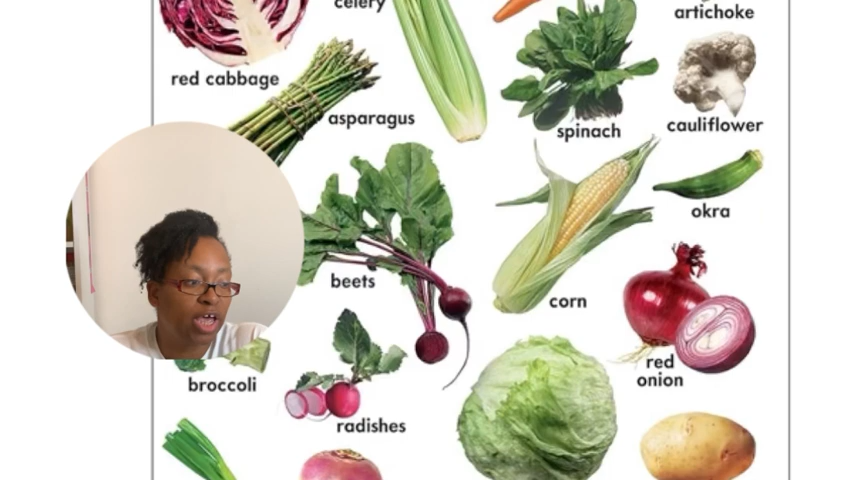 celery
artichoke
red cabbage
asparagus
spinach
cauliflower
okra
beets
corn
red
onion
broccoli
radishes